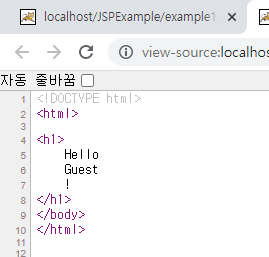 localhost/JSPExample/example1
view-source:localhos
자동 줄바꿈
1 <!DOCTYPE html>
2 <html>
3
4 <h1>
5 Hello
6 Guest
7 !
8 </h1>
9 </body>
10 </html>
11
12